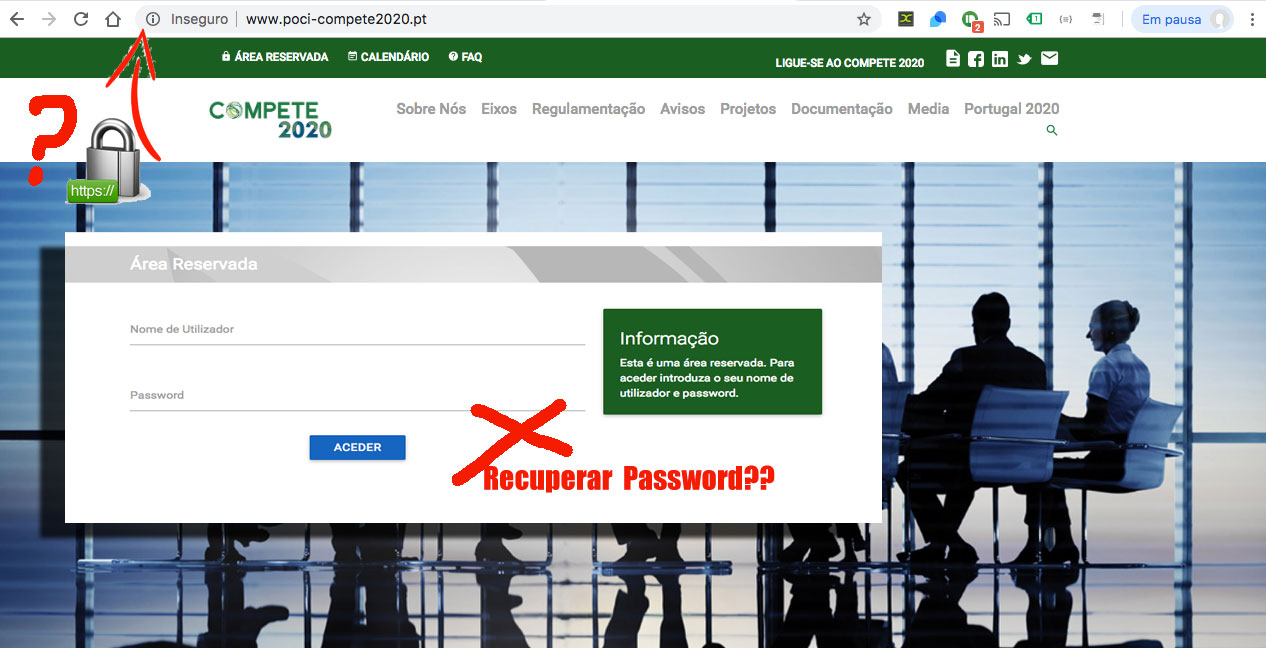 Inseguro www.poci-compete2020.pt
2
1
Em pausa
ÁREA RESERVADA CALENDÁRIO FAQ
LIGUE-SE AO COMPETE 2020
COMPETE
2020
Sobre Nós Eixos Regulamentação Avisos Projetos Documentação Media Portugal 2020
?
https://
Área Reservada
Nome de Utilizador
Password
ACEDER
Informação
Esta é uma área reservada. Para
aceder introduza o seu nome de
utilizador e password.
Recuperar Password??